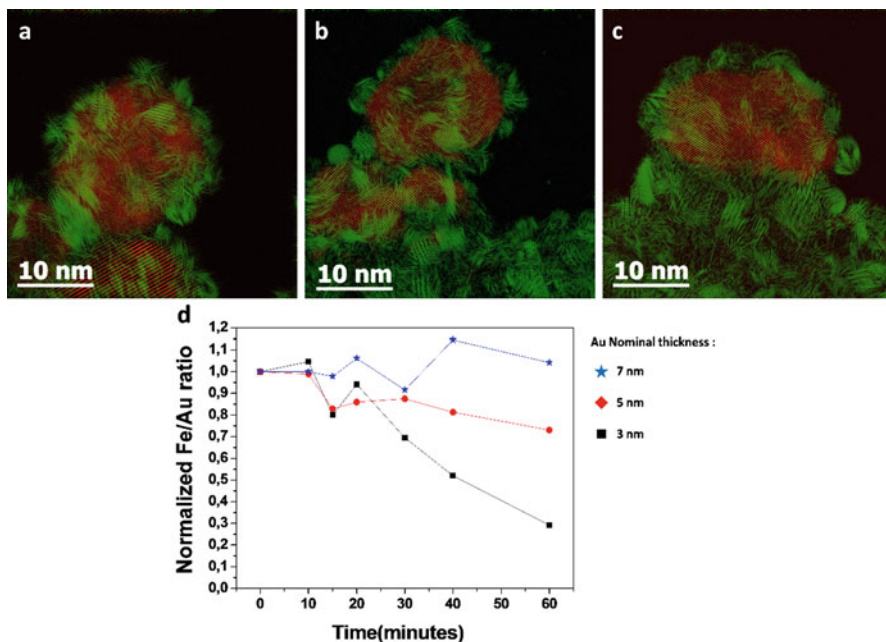 a
b
c
10 nm
10 nm
10 nm
d
1,2
1,1
1,0
0,9
0,8
0,7
0,6
0,5
0,4
0,3
0,2
0,1
0,0
Normalized Fe/Au ratio
0 10 20 30 40 50 60
Time(minutes)
Au Nominal thickness :
7 nm
5 nm
3 nm